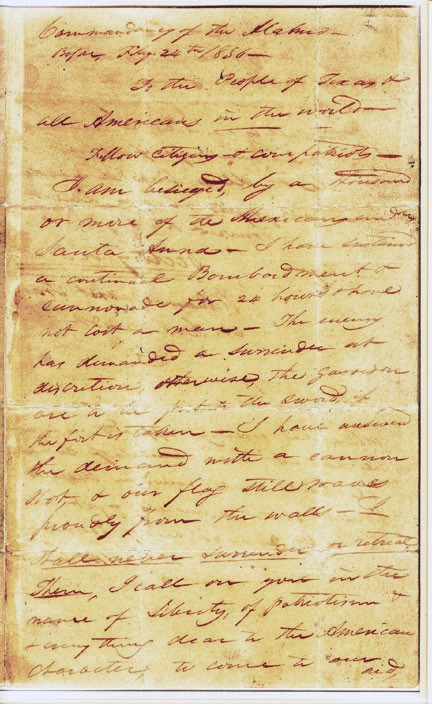 Commandancy of the Alamo—
Bejar, Feby. 24th 1836—
To the People of Texas &
all Americans in the world—
Fellow citizens & compatriots—
I am besieged, by a thousand
or more of the Mexicans under
Santa Anna — I have sustained
a continual Bombardment &
cannonade for 24 hours & have
not lost a man — The enemy
has demanded a surrender at
discretion, otherwise, the garrison
are to be put to the sword, if
the fort is taken — I have answered
the demand with a cannon
shot, & our flag still waves
proudly from the walls — I
shall never surrender or retreat
Then, I call on you in the
name of Liberty, of patriotism &
& everything dear to the American
character, to come to our
aid,